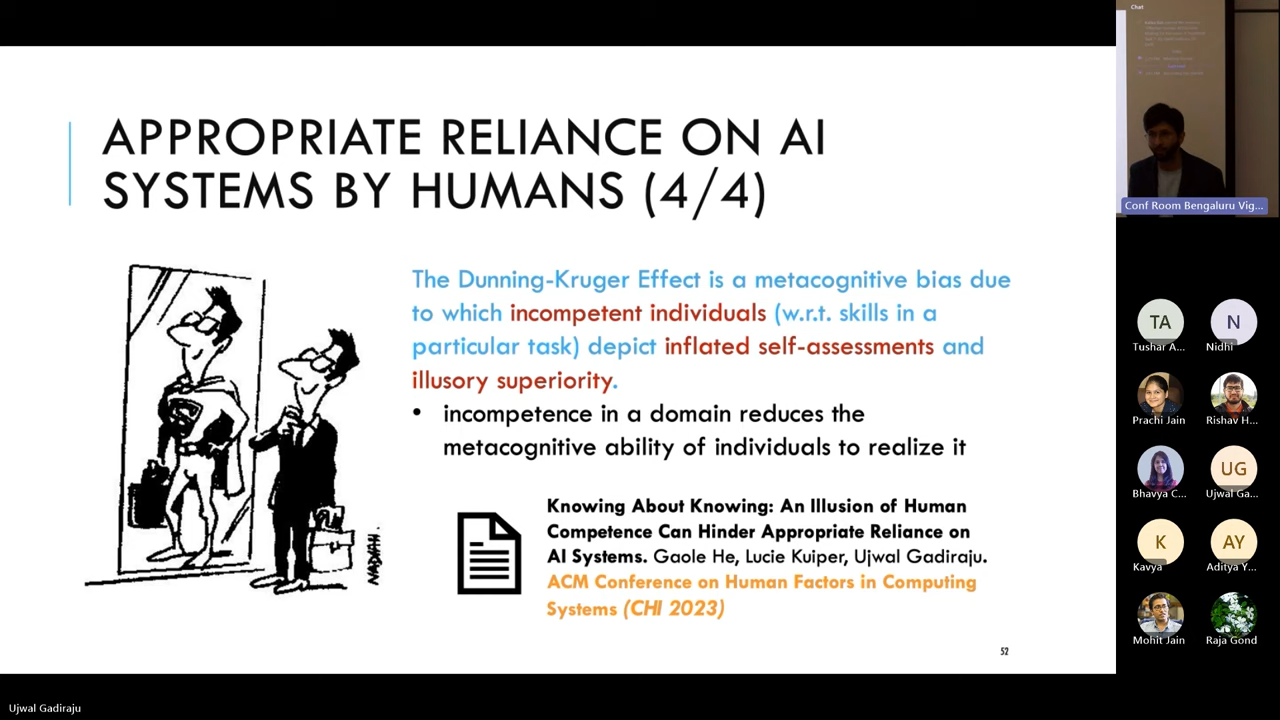 APPROPRIATE RELIANCE ON AI
SYSTEMS BY HUMANS (4/4)
The Dunning-Kruger Effect is a metacognitive bias due
to which incompetent individuals (w.r.t. skills in a
particular task) depict inflated self-assessments and
illusory superiority.
• incompetence in a domain reduces the
metacognitive ability of individuals to realize it
Knowing About Knowing: An Illusion of Human
Competence Can Hinder Appropriate Reliance on
AI Systems. Gaole He, Lucie Kuiper, Ujwal Gadiraju.
ACM Conference on Human Factors in Computing
Systems (CHI 2023)
52
Ujwal Gadiraju
Chat
Conf Room Bengaluru Vig...
TA
Tushar A...
N
Nidhi
Prachi Jain
Rishav H...
Bhavya C...
UG
Ujwal Ga...
K
Kavya
AY
Aditya Y...
Mohit Jain
Raja Gond